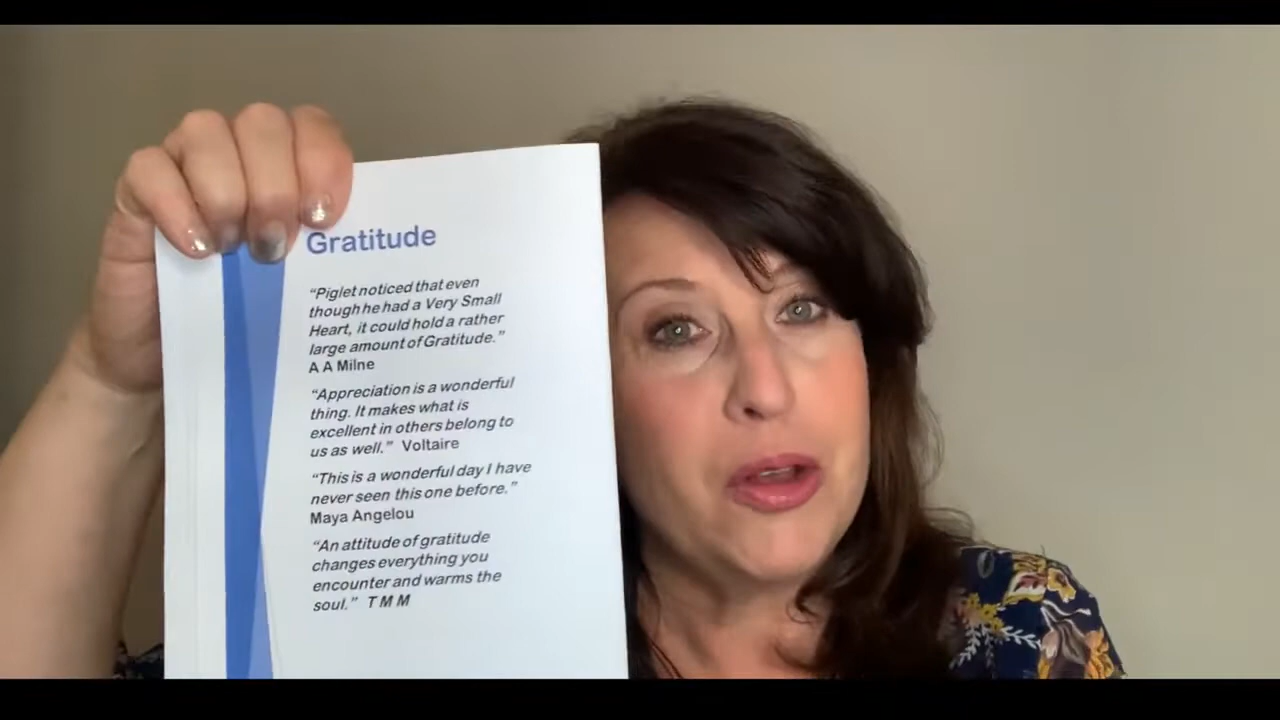 Gratitude
“Piglet noticed that even
though he had a Very Small
Heart, it could hold a rather
large amount of Gratitude.”
A A Milne
“Appreciation is a wonderful
thing. It makes what is
excellent in others belong to
us as well.” Voltaire
“This is a wonderful day I have
never seen this one before.”
Maya Angelou
“An attitude of gratitude
changes everything you
encounter and warms the
soul.” T M M